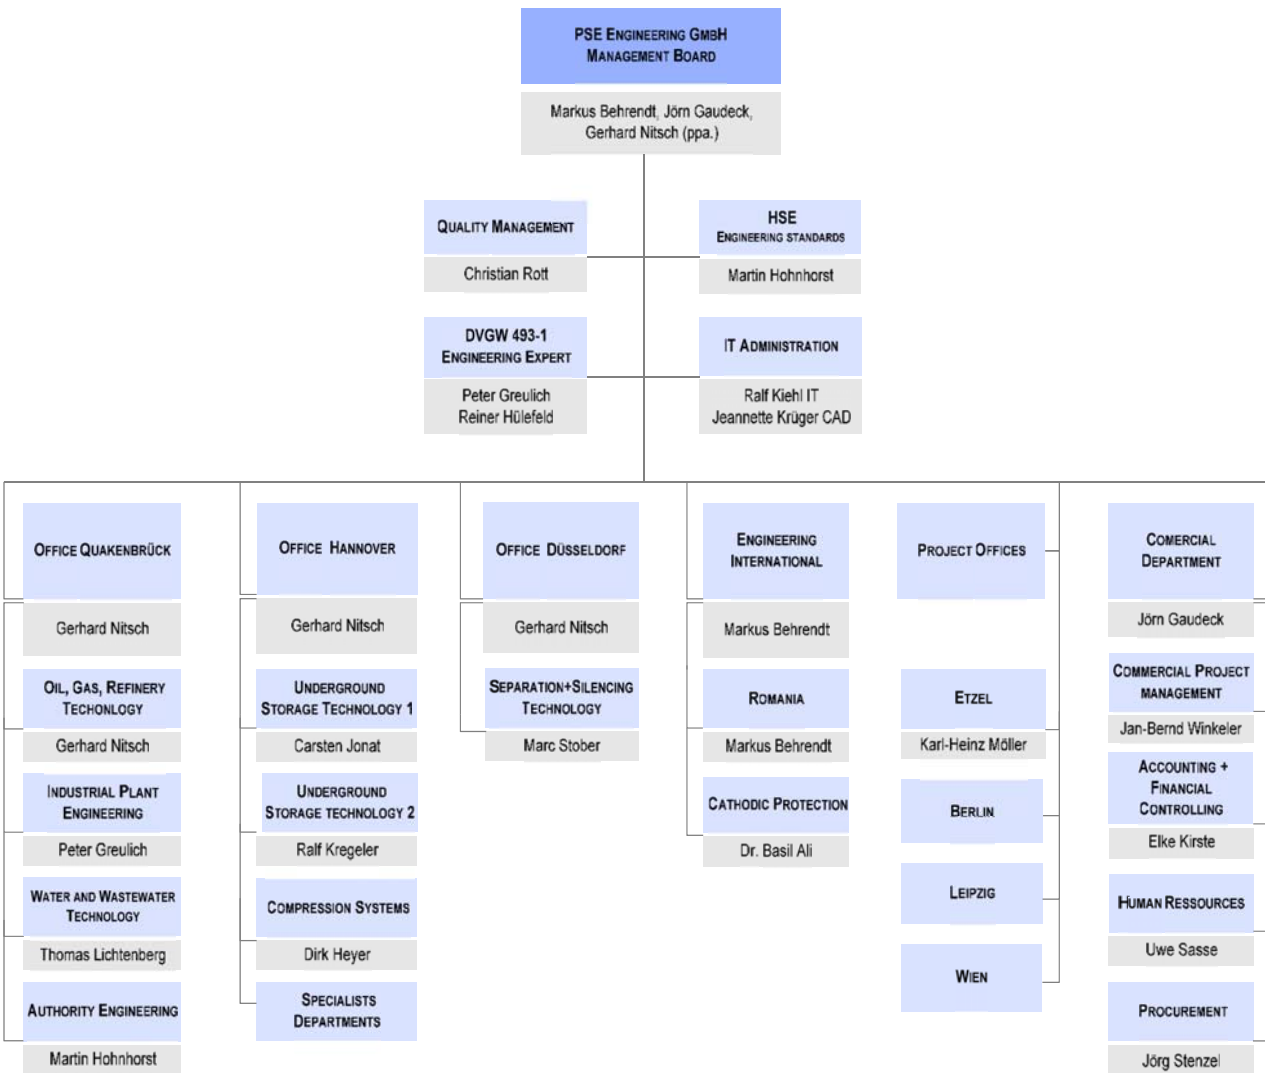 PSE ENGINEERING GMBH
MANAGEMENT BOARD
Markus Behrendt, Jörn Gaudeck,
Gerhard Nitsch (ppa.)
QUALITY MANAGEMENT
Christian Rott
HSE
ENGINEERING STANDARDS
Martin Hohnhorst
DVGW 493-1
ENGINEERING EXPERT
Peter Greulich
Reiner Hülefeld
IT ADMINISTRATION
Ralf Kiehl IT
Jeannette Krüger CAD
OFFICE QUAKENBRÜCK
Gerhard Nitsch
OIL, GAS, REFINERY
TECHONLOGY
Gerhard Nitsch
INDUSTRIAL PLANT
ENGINEERING
Peter Greulich
WATER AND WASTEWATER
TECHNOLOGY
Thomas Lichtenberg
AUTHORITY ENGINEERING
Martin Hohnhorst
OFFICE HANNOVER
Gerhard Nitsch
UNDERGROUND
STORAGE TECHNOLOGY 1
Carsten Jonat
UNDERGROUND
STORAGE TECHNOLOGY 2
Ralf Kregeler
COMPRESSION SYSTEMS
Dirk Heyer
SPECIALISTS
DEPARTMENTS
OFFICE DÜSSELDORF
Gerhard Nitsch
SEPARATION+SILENCING
TECHNOLOGY
Marc Stober
ENGINEERING
INTERNATIONAL
Markus Behrendt
ROMANIA
Markus Behrendt
CATHODIC PROTECTION
Dr. Basil Ali
PROJECT OFFICES
ETZEL
Karl-Heinz Möller
BERLIN
LEIPZIG
WIEN
COMERCIAL
DEPARTMENT
Jörn Gaudeck
COMMERCIAL PROJECT
MANAGEMENT
Jan-Bernd Winkeler
ACCOUNTING +
FINANCIAL
CONTROLLING
Elke Kirste
HUMAN RESSOURCES
Uwe Sasse
PROCUREMENT
Jörg Stenzel